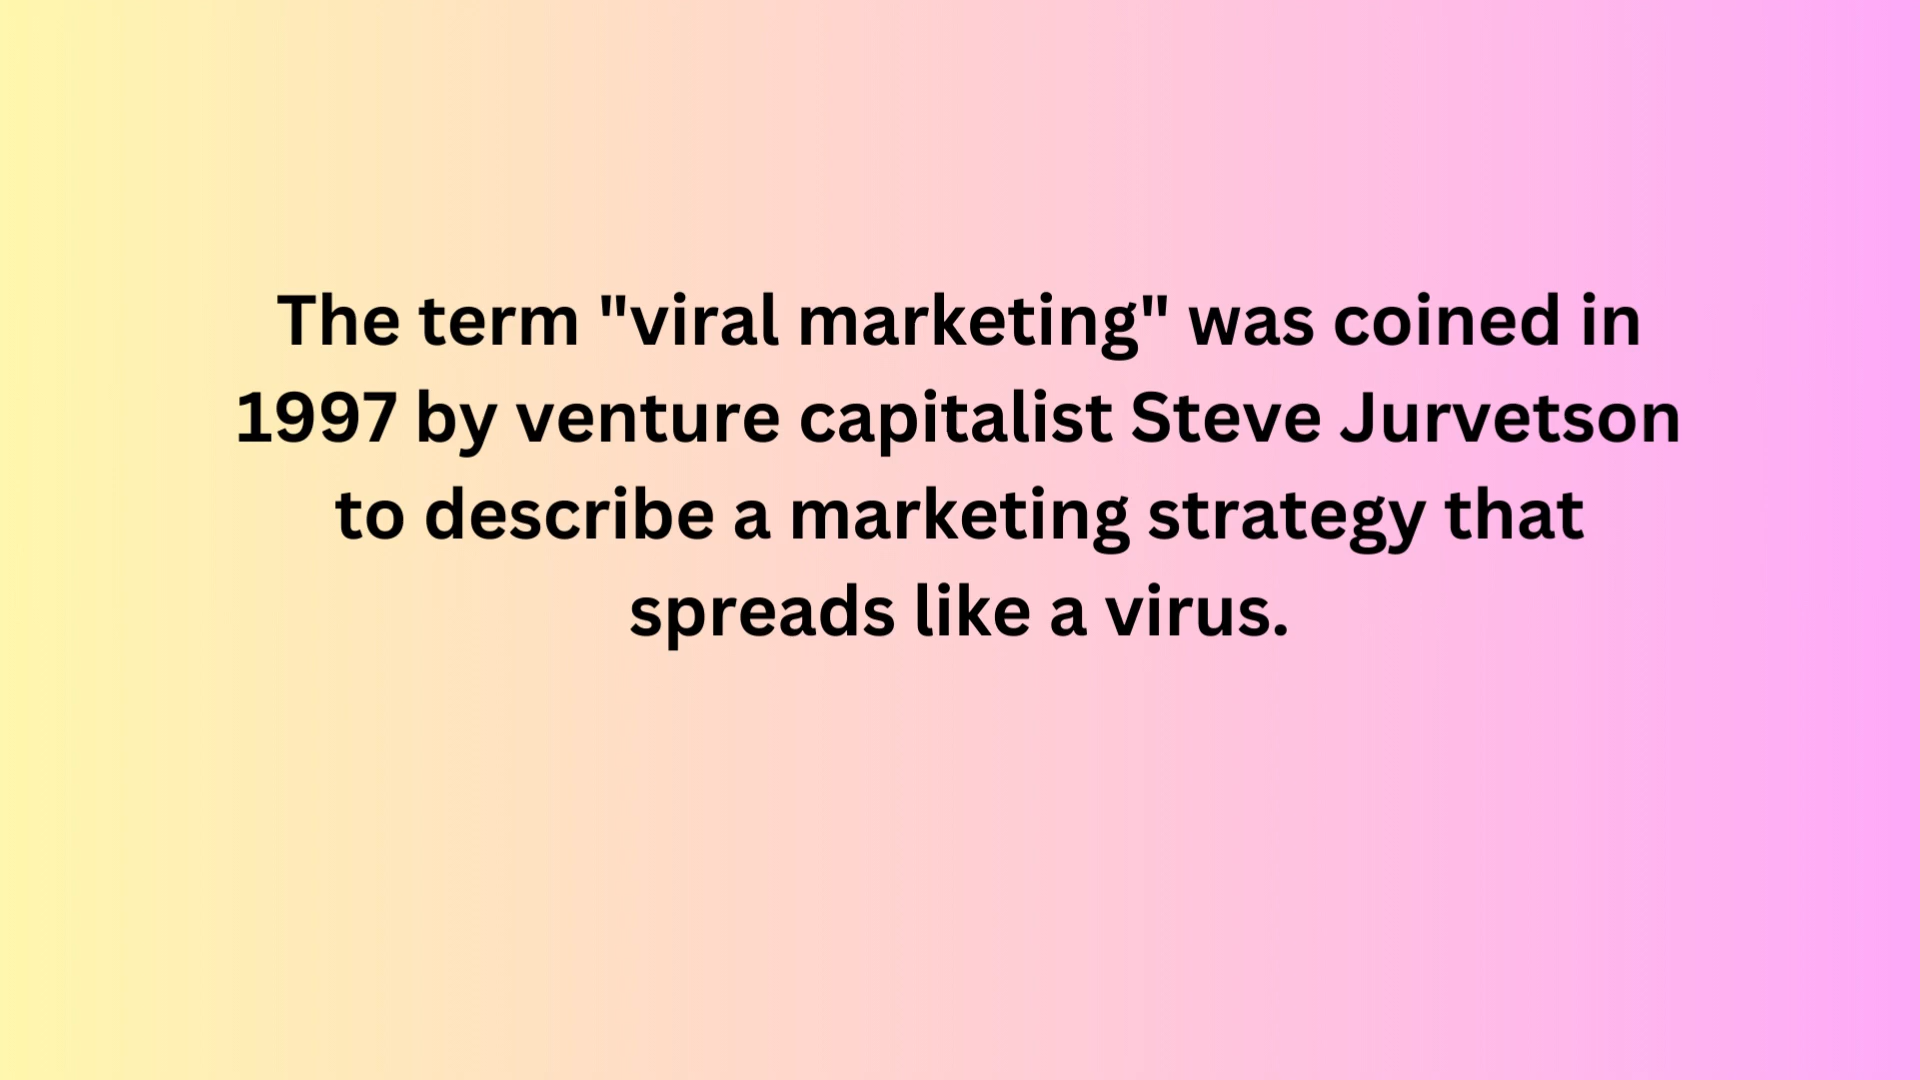 The term "viral marketing" was coined in
1997 by venture capitalist Steve Jurvetson
to describe a marketing strategy that
spreads like a virus.